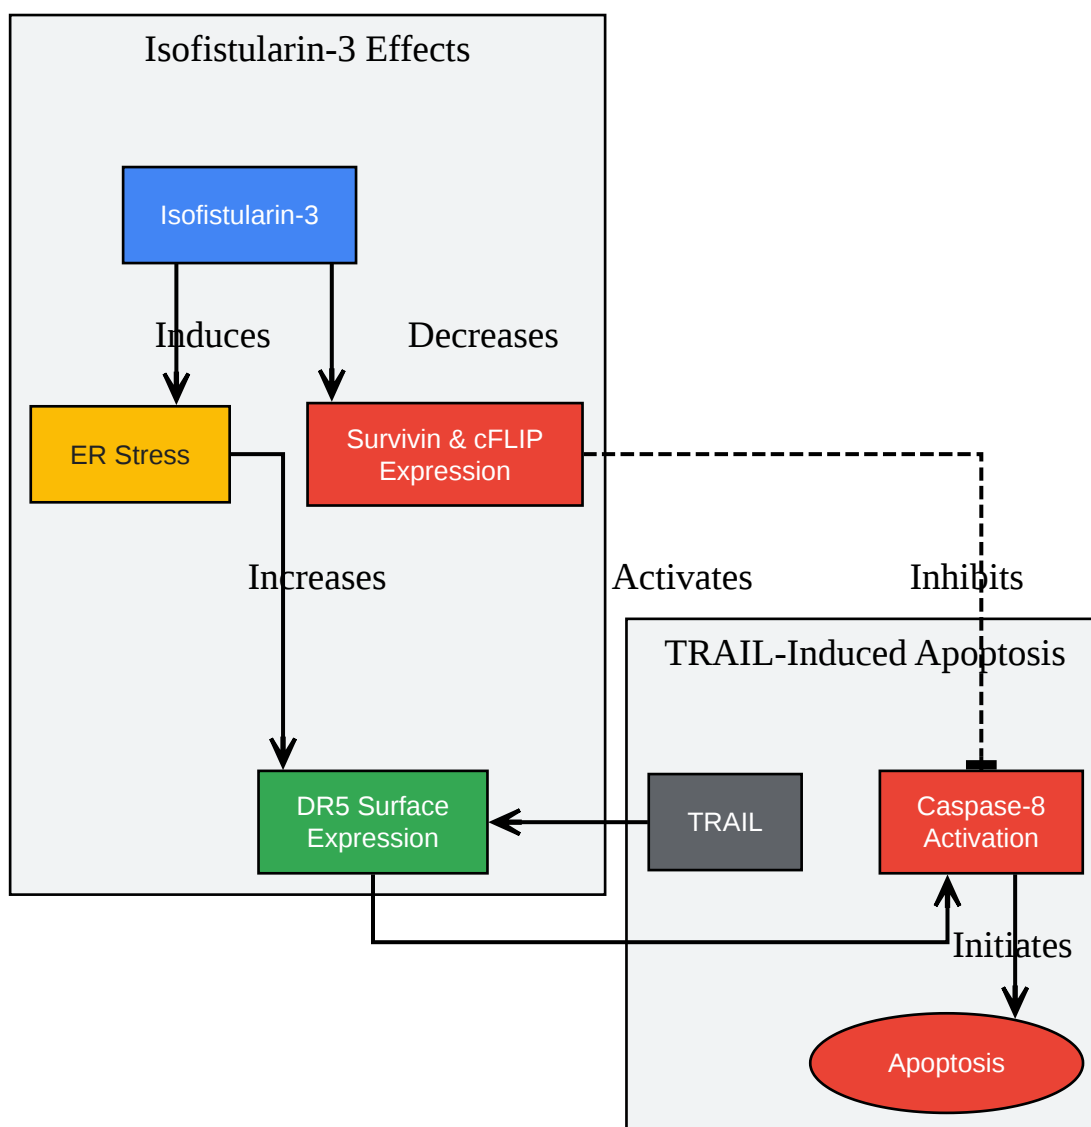 Isofistularin-3 Effects
Isofistularin-3
Induces
Decreases
ER Stress
Survivin & cFLIP
Expression
Increases
Activates
Inhibits
TRAIL-Induced Apoptosis
DR5 Surface
Expression
TRAIL
Caspase-8
Activation
Initiates
Apoptosis